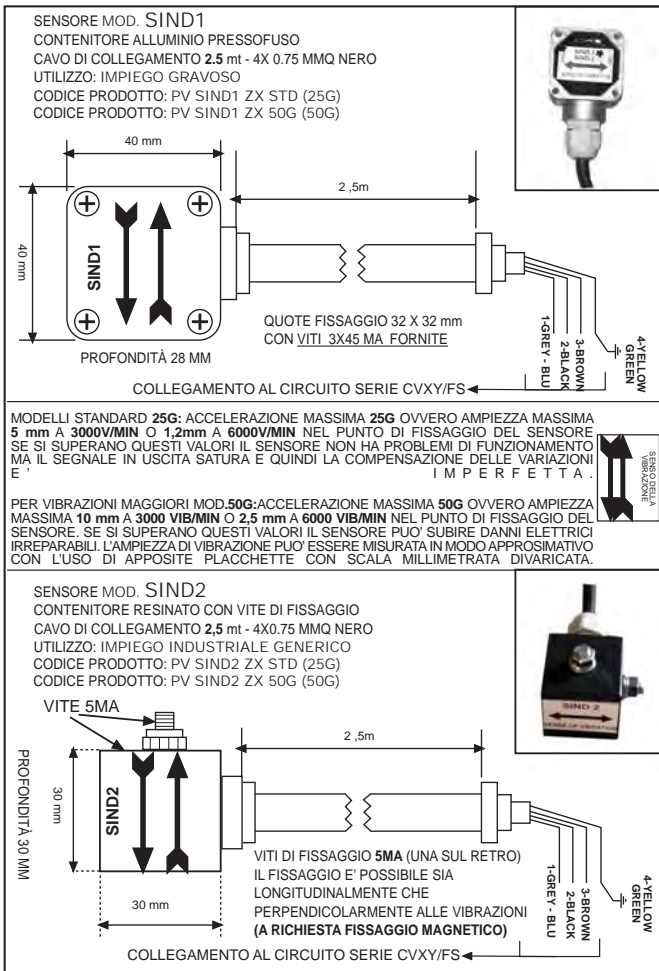 SENSORE MOD. SIND1
CONTENITORE ALLUMINIO PRESSOFUSO
CAVO DI COLLEGAMENTO 2.5 mt - 4X 0.75 MMQ NERO
UTILIZZO: IMPIEGO GRAVOSO
CODICE PRODOTTO: PV SIND1 ZX STD (25G)
CODICE PRODOTTO: PV SIND1 ZX 50G (50G)
40 mm
2 ,5m
40 mm
SIND1
QUOTE FISSAGGIO 32 X 32 mm
CON VITI 3X45 MA FORNITE
PROFONDITÀ 28 MM
1-GREY - BLU
2-BLACK
3-BROWN
4-YELLOW
GREEN
COLLEGAMENTO AL CIRCUITO SERIE CVXY/FS
MODELLI STANDARD 25G: ACCELERAZIONE MASSIMA 25G OVVERO AMPIEZZA MASSIMA
5 mm A 3000V/MIN O 1,2mm A 6000V/MIN NEL PUNTO DI FISSAGGIO DEL SENSORE
SE SI SUPERANO QUESTI VALORI IL SENSORE NON HA PROBLEMI DI FUNZIONAMENTO
MA IL SEGNALE IN USCITA SATURA E QUINDI LA COMPENSAZIONE DELLE VARIAZIONI
E ' IMPERFETTA.
SENSO DELLA
VIBRAZIONE
PER VIBRAZIONI MAGGIORI MOD.50G:ACCELERAZIONE MASSIMA 50G OVVERO AMPIEZZA
MASSIMA 10 mm A 3000 VIB/MIN O 2,5 mm A 6000 VIB/MIN NEL PUNTO DI FISSAGGIO DEL
SENSORE. SE SI SUPERANO QUESTI VALORI IL SENSORE PUO' SUBIRE DANNI ELETTRICI
IRREPARABILI. L'AMPIEZZA DI VIBRAZIONE PUO' ESSERE MISURATA IN MODO APPROSIMATIVO
CON L'USO DI APPOSITE PLACCHETTE CON SCALA MILLIMETRATA DIVARICATA.
SENSORE MOD. SIND2
CONTENITORE RESINATO CON VITE DI FISSAGGIO
CAVO DI COLLEGAMENTO 2,5 mt - 4X0.75 MMQ NERO
UTILIZZO: IMPIEGO INDUSTRIALE GENERICO
CODICE PRODOTTO: PV SIND2 ZX STD (25G)
CODICE PRODOTTO: PV SIND2 ZX 50G (50G)
SIND 2
SENSE OF VIBRATION
VITE 5MA
2 ,5m
PROFONDITÀ 30 MM
30 mm
SIND2
30 mm
VITI DI FISSAGGIO 5MA (UNA SUL RETRO)
IL FISSAGGIO E' POSSIBILE SIA
LONGITUDINALMENTE CHE
PERPENDICOLARMENTE ALLE VIBRAZIONI
(A RICHIESTA FISSAGGIO MAGNETICO)
1-GREY - BLU
2-BLACK
3-BROWN
4-YELLOW
GREEN
COLLEGAMENTO AL CIRCUITO SERIE CVXY/FS